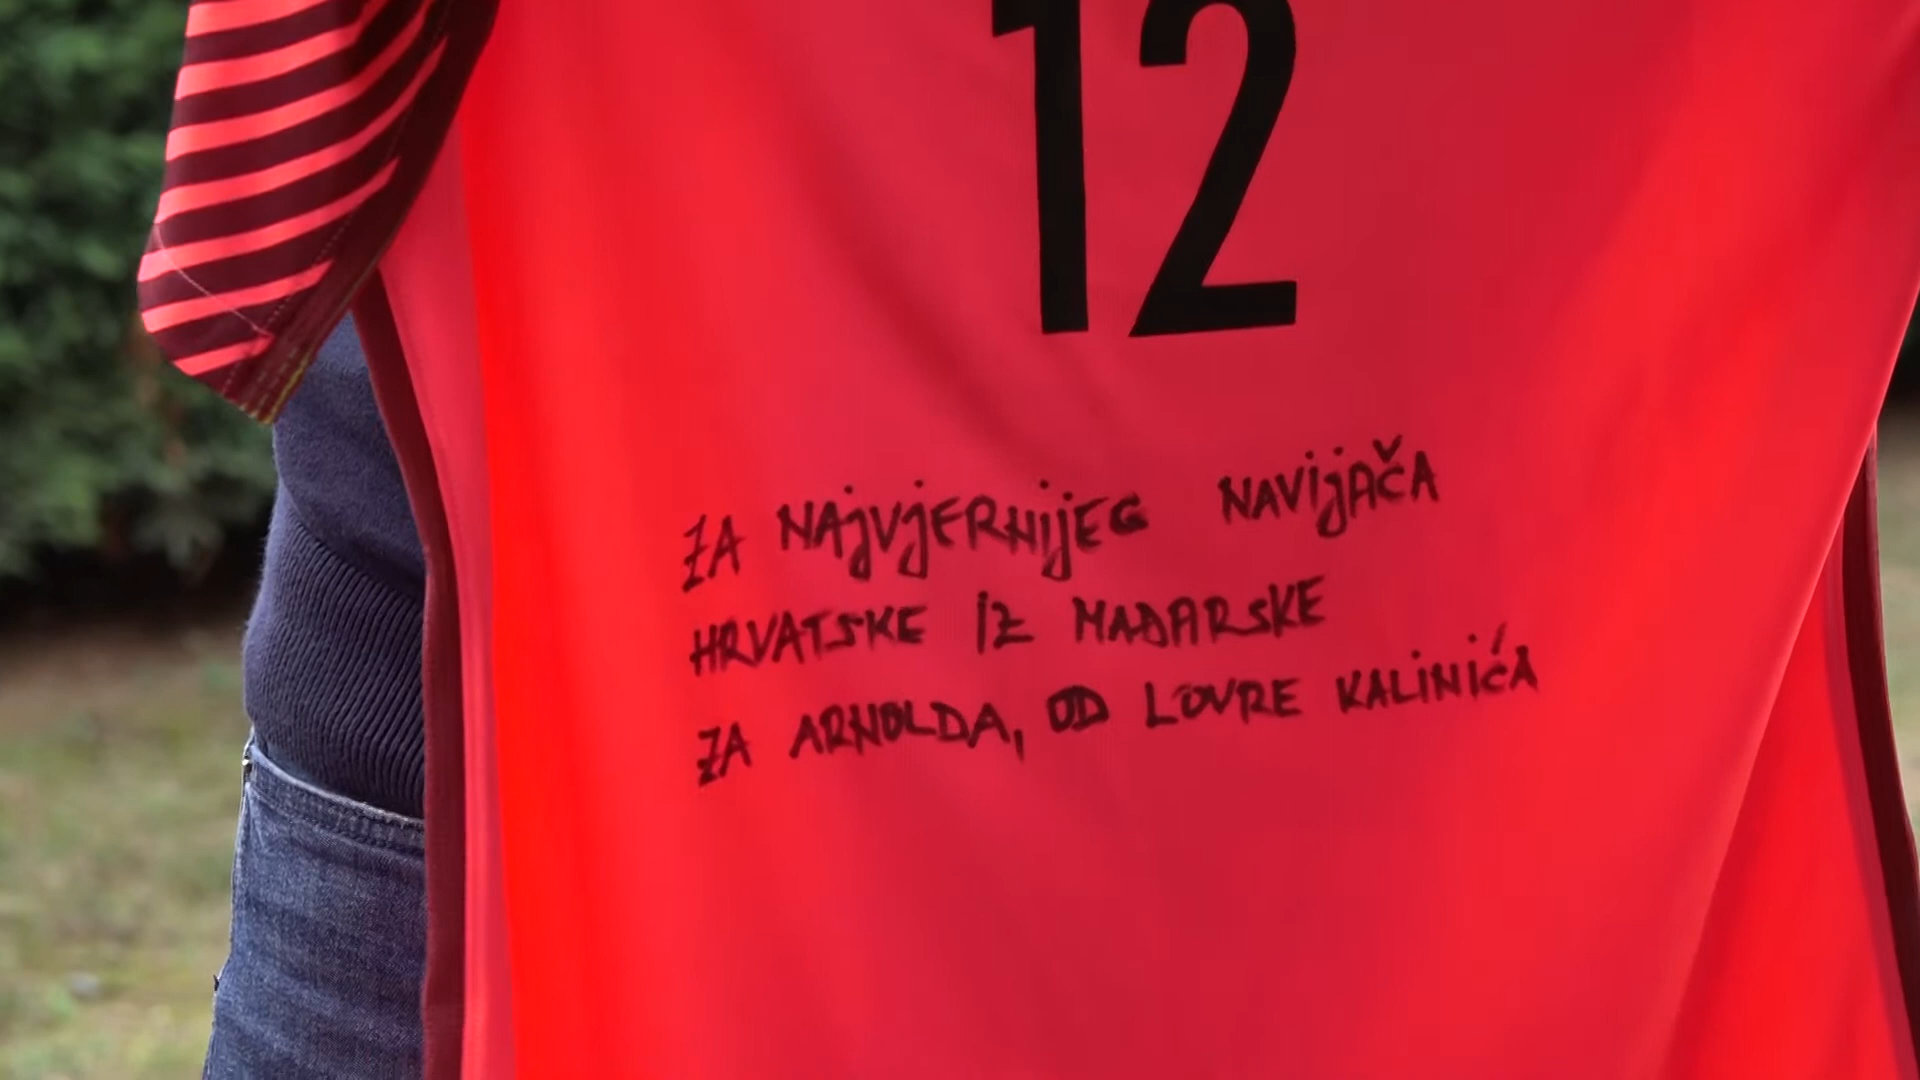 12
ZA NAjVjERNijEG NAVijAČA
HRVATSKE iZ MAĐARSKE
ZA ARNOLDA, OD LOVRE KALiNiĆA